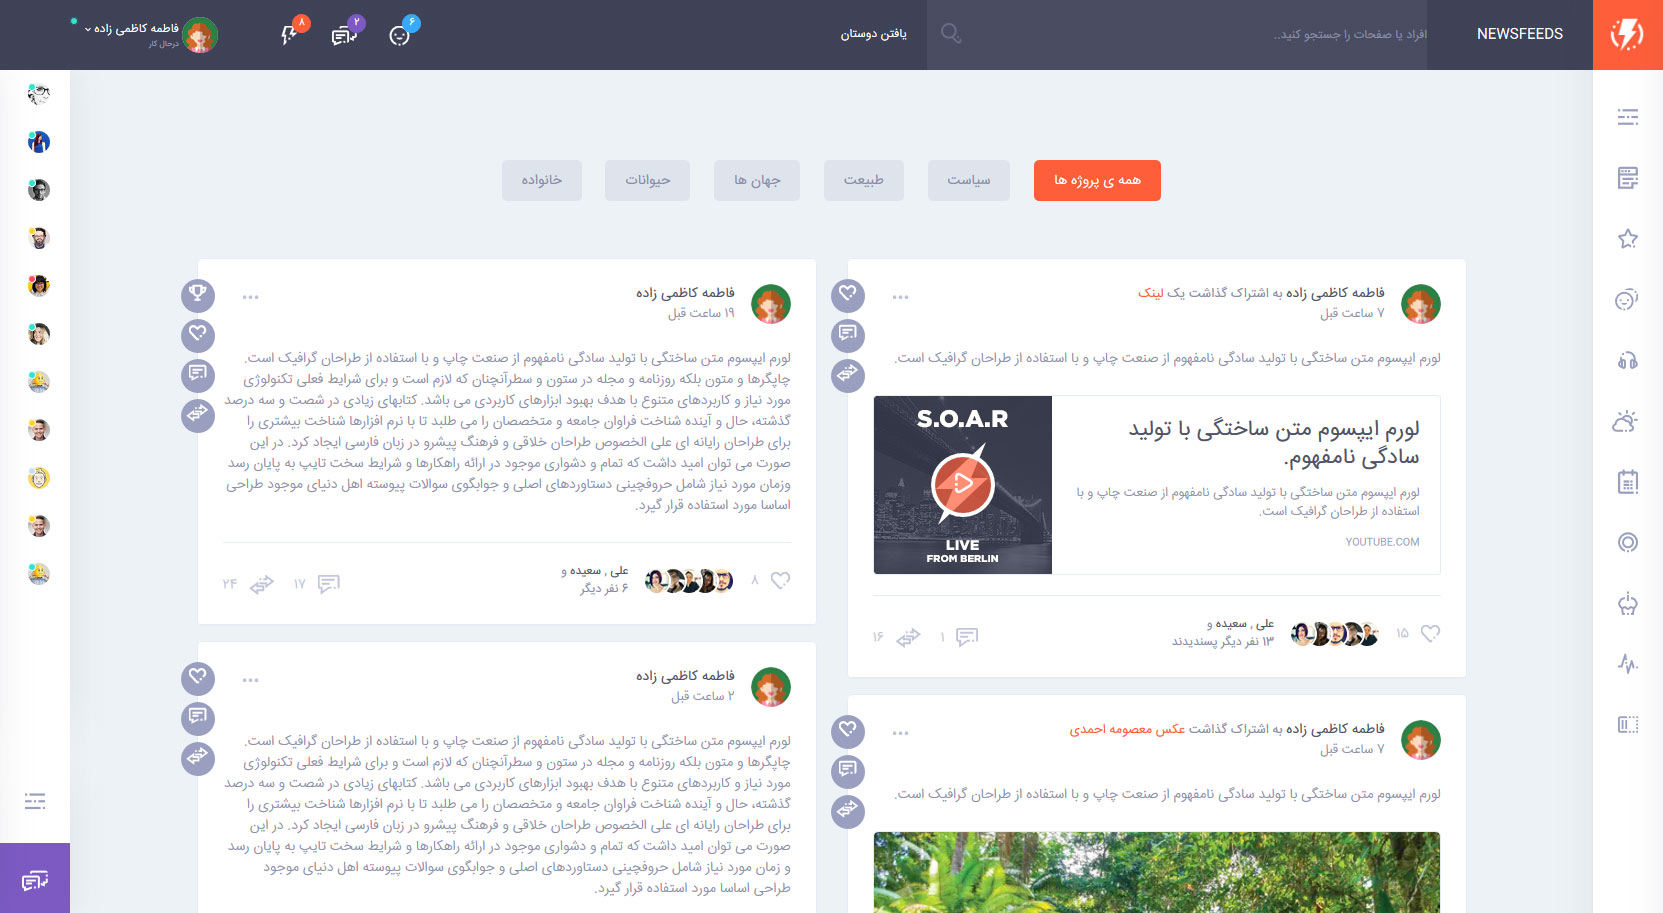 NEWSFEEDS
افراد یا صفحات را جستجو کنید..
یافتن دوستان
۶
۲
۸
فاطمه کاظمی زاده
درحال کار
همه ی پروژه ها
سیاست
طبیعت
جهان ها
حیوانات
خانواده
فاطمه کاظمی زاده به اشتراک گذاشت یک لینک
۷ ساعت قبل
لورم ایپسوم متن ساختگی با تولید سادگی نامفهوم از صنعت چاپ و با استفاده از طراحان گرافیک است.
S.O.A.R
LIVE
FROM BERLIN
لورم ایپسوم متن ساختگی با تولید
سادگی نامفهوم.
لورم ایپسوم متن ساختگی با تولید سادگی نامفهوم از صنعت چاپ و با
استفاده از طراحان گرافیک است.
YOUTUBE.COM
۱۵
علی , سعیده و
۱۳ نفر دیگر پسندیدند
۱
۱۶
فاطمه کاظمی زاده به اشتراک گذاشت عکس معصومه احمدی
۷ ساعت قبل
لورم ایپسوم متن ساختگی با تولید سادگی نامفهوم از صنعت چاپ و با استفاده از طراحان گرافیک است.
فاطمه کاظمی زاده
۱۹ ساعت قبل
لورم ایپسوم متن ساختگی با تولید سادگی نامفهوم از صنعت چاپ و با استفاده از طراحان گرافیک است.
چاپگرها و متون بلکه روزنامه و مجله در ستون و سطرآنچنان که لازم است و برای شرایط فعلی تکنولوژی
مورد نیاز و کاربردهای متنوع با هدف بهبود ابزارهای کاربردی می باشد. کتابهای زیادی در شصت و سه درصد
گذشته، حال و آینده شناخت فراوان جامعه و متخصصان را می طلبد تا با نرم افزارها شناخت بیشتری را
برای طراحان رایانه ای علی الخصوص طراحان خلاقی و فرهنگ پیشرو در زبان فارسی ایجاد کرد. در این
صورت می توان امید داشت که تمام و دشواری موجود در ارائه راهکارها و شرایط سخت تایپ به پایان رسد
وزمان مورد نیاز شامل حروفچینی دستاوردهای اصلی و جوابگوی سوالات پیوسته اهل دنیای موجود طراحی
اساسا مورد استفاده قرار گیرد.
۸
علی , سعیده و
۶ نفر دیگر
۱۷
۲۴
فاطمه کاظمی زاده
۲ ساعت قبل
لورم ایپسوم متن ساختگی با تولید سادگی نامفهوم از صنعت چاپ و با استفاده از طراحان گرافیک است.
چاپگرها و متون بلکه روزنامه و مجله در ستون و سطرآنچنان که لازم است و برای شرایط فعلی تکنولوژی
مورد نیاز و کاربردهای متنوع با هدف بهبود ابزارهای کاربردی می باشد. کتابهای زیادی در شصت و سه درصد
گذشته، حال و آینده شناخت فراوان جامعه و متخصصان را می طلبد تا با نرم افزارها شناخت بیشتری را
برای طراحان رایانه ای علی الخصوص طراحان خلاقی و فرهنگ پیشرو در زبان فارسی ایجاد کرد. در این
صورت می توان امید داشت که تمام و دشواری موجود در ارائه راهکارها و شرایط سخت تایپ به پایان رسد
و زمان مورد نیاز شامل حروفچینی دستاوردهای اصلی و جوابگوی سوالات پیوسته اهل دنیای موجود
طراحی اساسا مورد استفاده قرار گیرد.